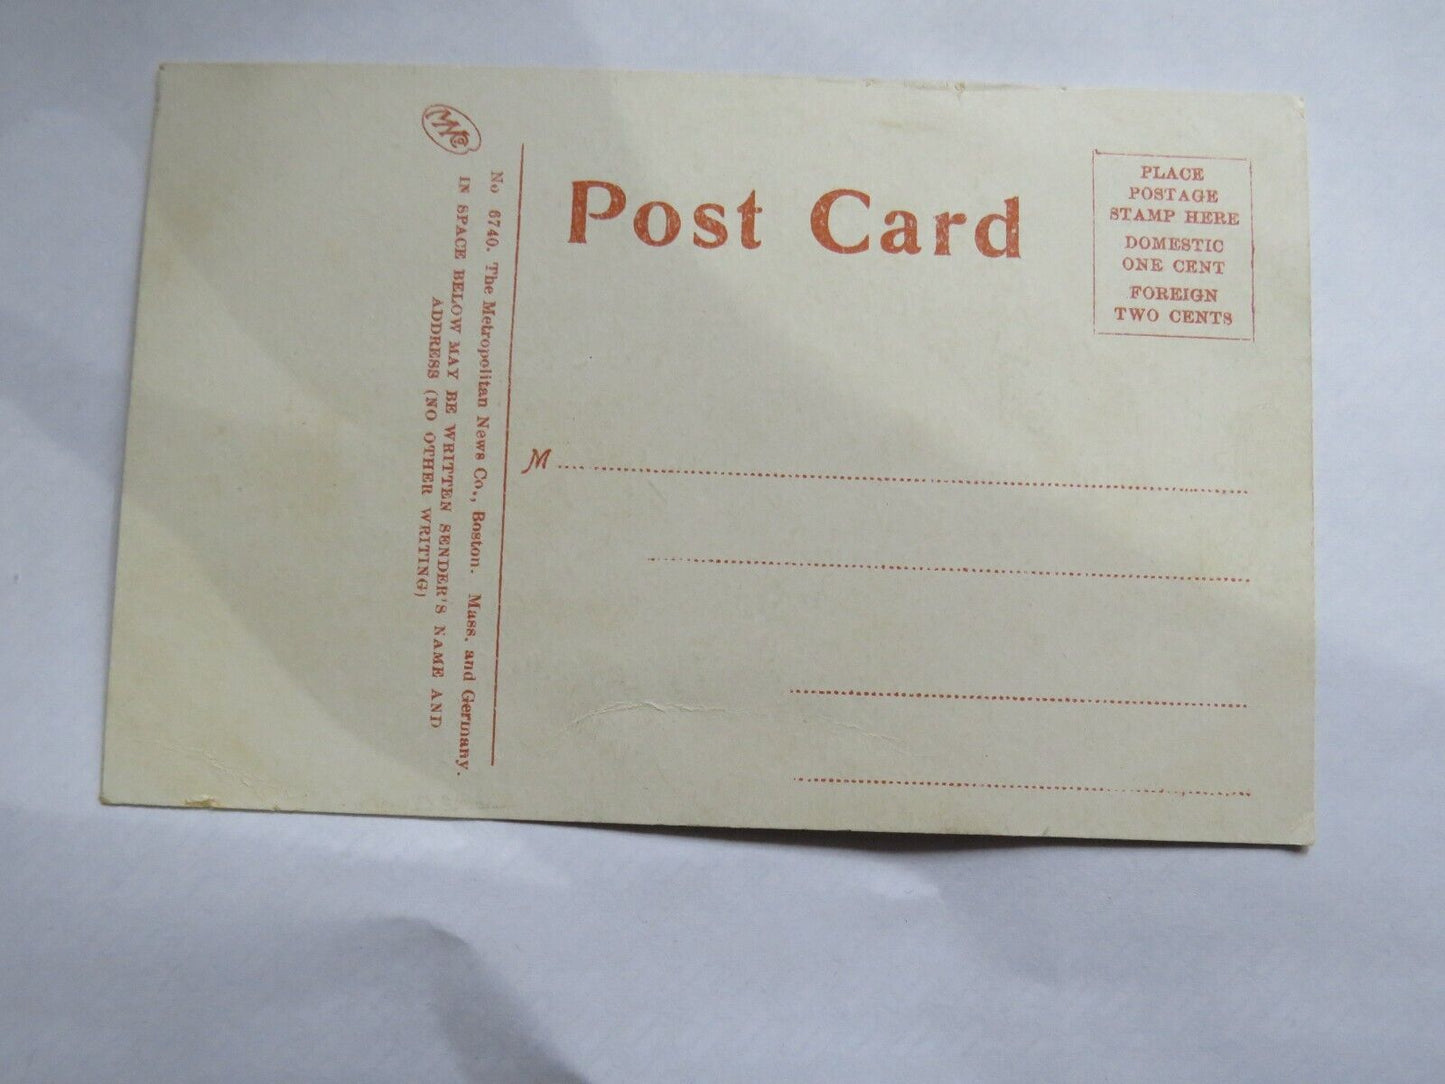 MNCo
No 6740. The Metropolitan News Co., Boston. Mass. and Germany.
IN SPACE BELOW MAY BE WRITTEN SENDER'S NAME AND
ADDRESS (NO OTHER WRITING)
Post Card
PLACE
POSTAGE
STAMP HERE
DOMESTIC
ONE CENT
FOREIGN
TWO CENTS
M